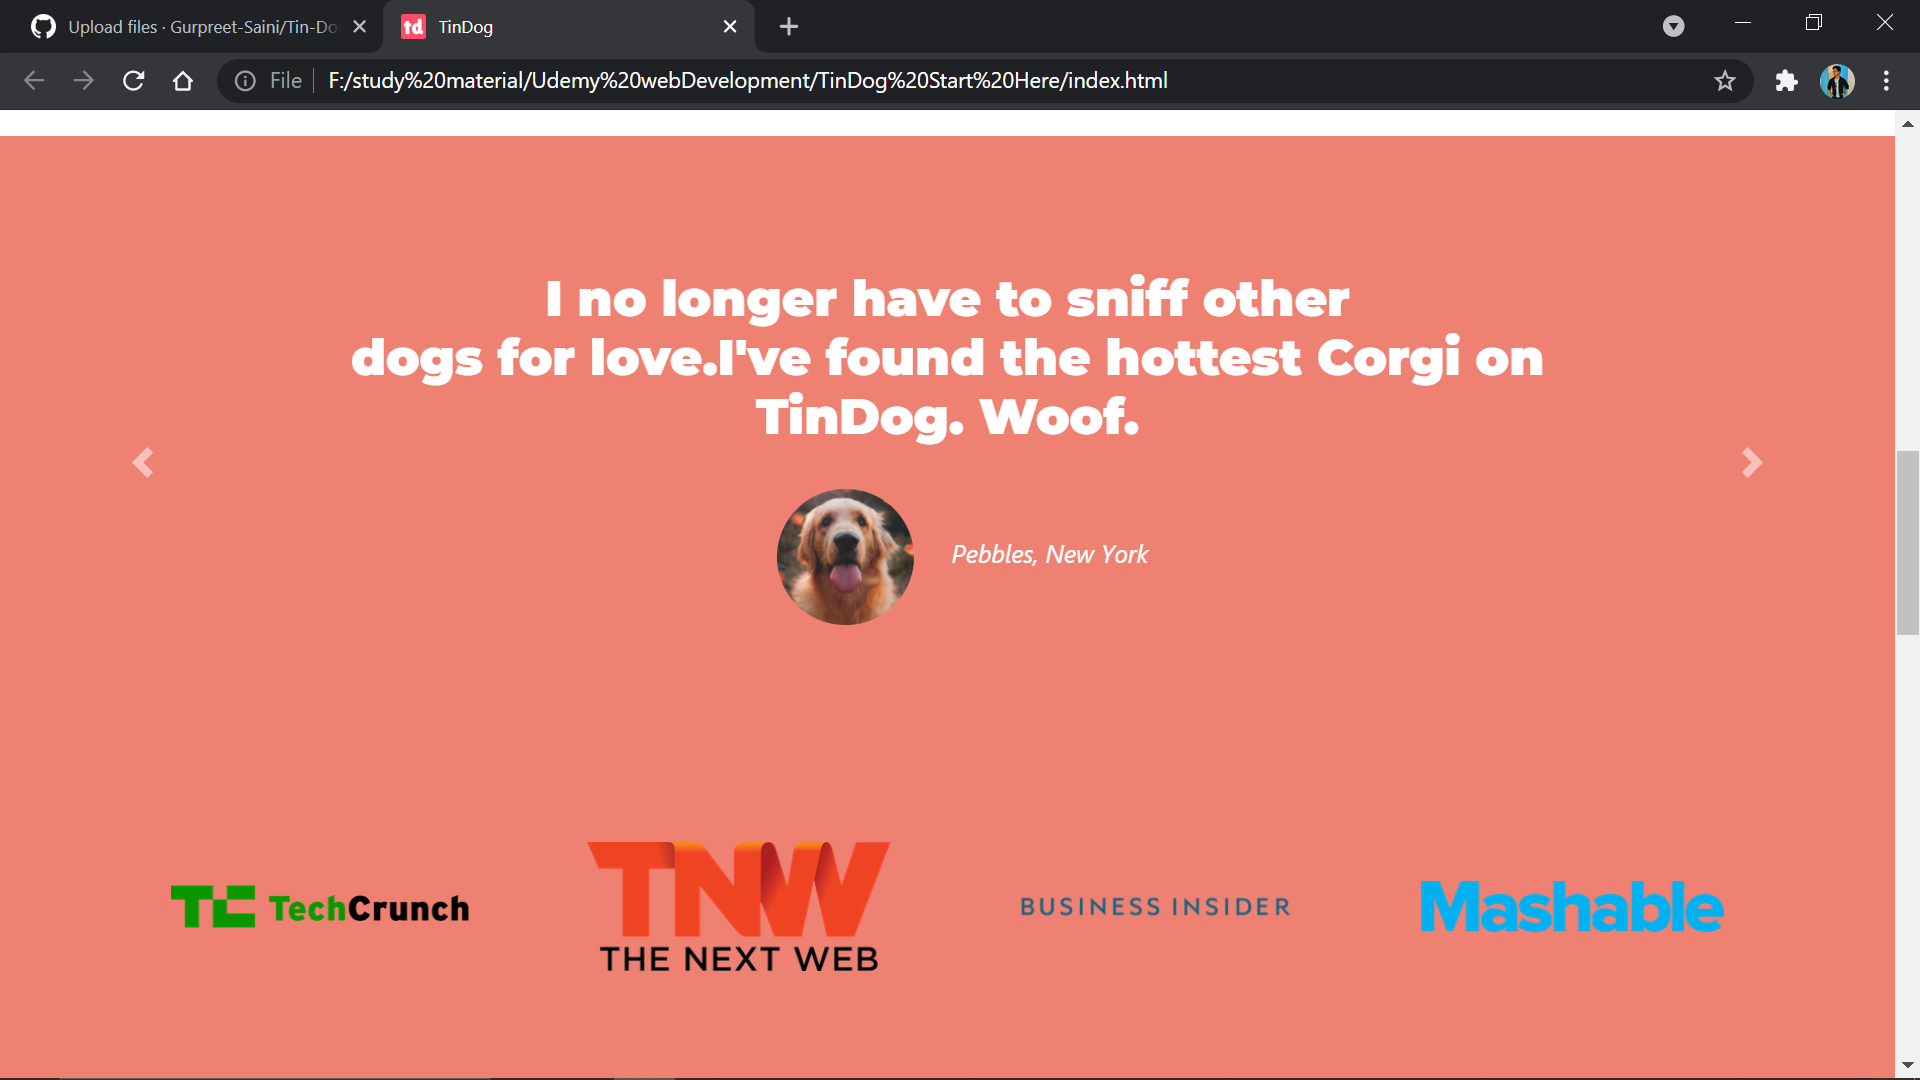 Upload files · Gurpreet-Saini/Tin-Do
td TinDog
File F:/study%20material/Udemy%20webDevelopment/TinDog%20Start%20Here/index.html
I no longer have to sniff other
dogs for love.I've found the hottest Corgi on
TinDog. Woof.
Pebbles, New York
TC TechCrunch
TNW
THE NEXT WEB
BUSINESS INSIDER
Mashable